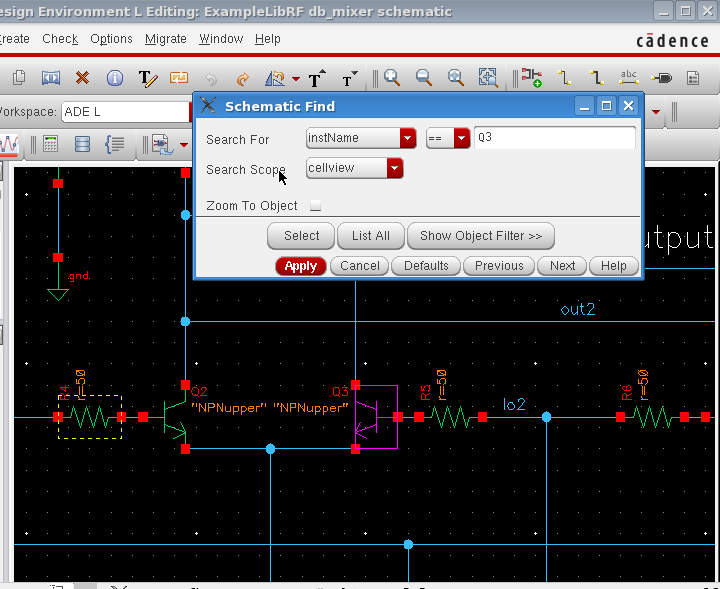 esign Environment L Editing: ExampleLibRF db_mixer schematic
reate Check Options Migrate Window Help
cādence
T T abc
orkspace: ADE L
Schematic Find
Search For instName == Q3
Search Scope cellview
Zoom To Object
Select List All Show Object Filter >>
Apply Cancel Defaults Previous Next Help
utput
gnd
out2
R4 r=50 Q2 Q3 R5 r=50 R6 r=50
"NPNupper" "NPNupper" lo2